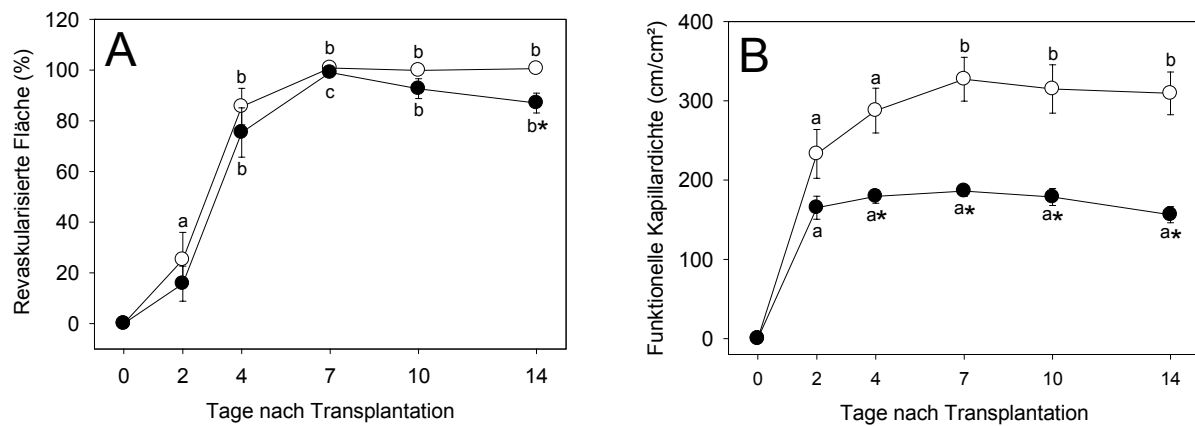 A
Revaskularisierte Fläche (%)
120
100
80
60
40
20
0
a
b
b
b
c
b
b
b
b*
0 2 4 7 10 14
Tage nach Transplantation
B
Funktionelle Kapillardichte (cm/cm²)
400
300
200
100
0
a
a
b
b
b
a
a*
a*
a*
a*
0 2 4 7 10 14
Tage nach Transplantation